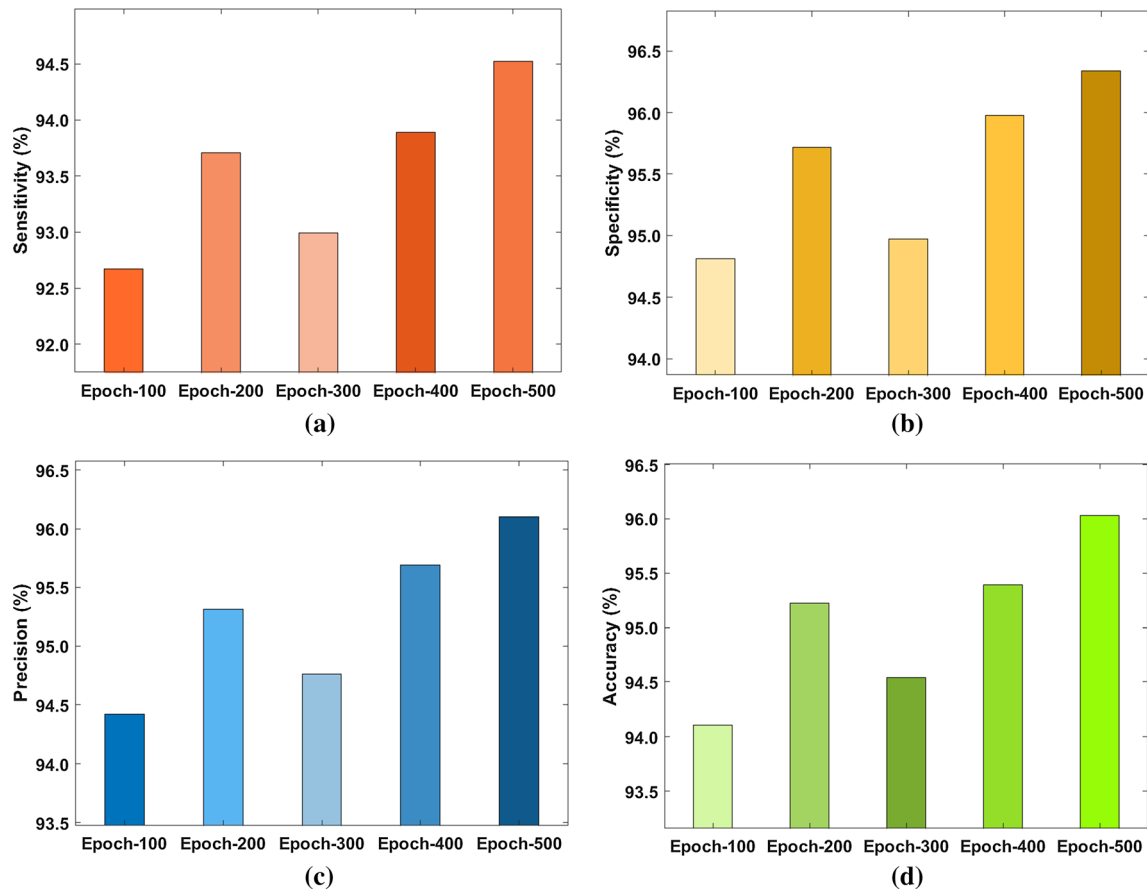 Sensitivity (%)
94.5
94.0
93.5
93.0
92.5
92.0
Epoch-100 Epoch-200 Epoch-300 Epoch-400 Epoch-500
(a)
Specificity (%)
96.5
96.0
95.5
95.0
94.5
94.0
Epoch-100 Epoch-200 Epoch-300 Epoch-400 Epoch-500
(b)
Precision (%)
96.5
96.0
95.5
95.0
94.5
94.0
93.5
Epoch-100 Epoch-200 Epoch-300 Epoch-400 Epoch-500
(c)
Accuracy (%)
96.5
96.0
95.5
95.0
94.5
94.0
93.5
Epoch-100 Epoch-200 Epoch-300 Epoch-400 Epoch-500
(d)